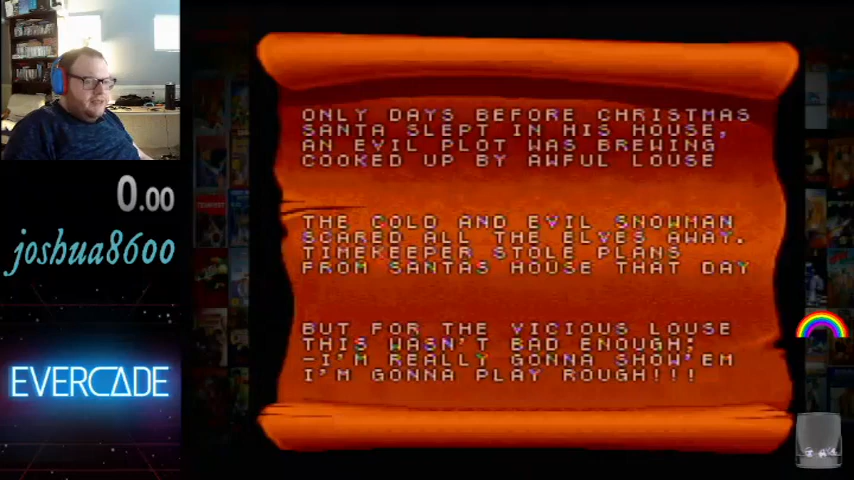 ONLY DAYS BEFORE CHRISTMAS
SANTA SLEPT IN HIS HOUSE,
AN EVIL PLOT WAS BREWING
COOKED UP BY AWFUL LOUSE
THE COLD AND EVIL SNOWMAN
SCARED ALL THE ELVES AWAY.
TIMEKEEPER STOLE PLANS
FROM SANTAS HOUSE THAT DAY
BUT FOR THE VICIOUS LOUSE
THIS WASN'T BAD ENOUGH;
-I'M REALLY GONNA SHOW'EM
I'M GONNA PLAY ROUGH!!!
0.00
joshua8600
EVERCADE